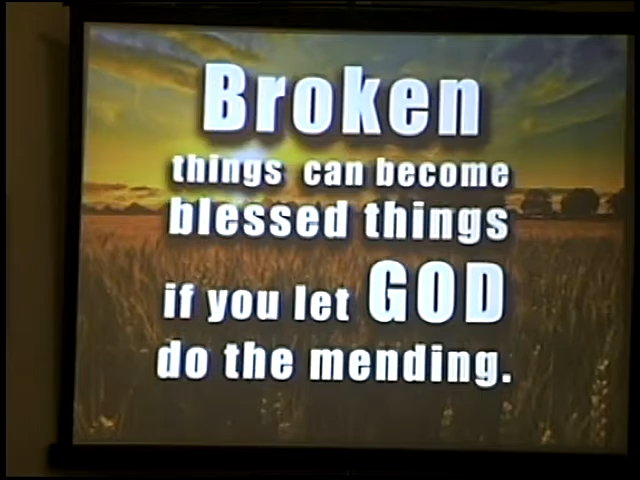 Broken
things can become
blessed things
if you let GOD
do the mending.